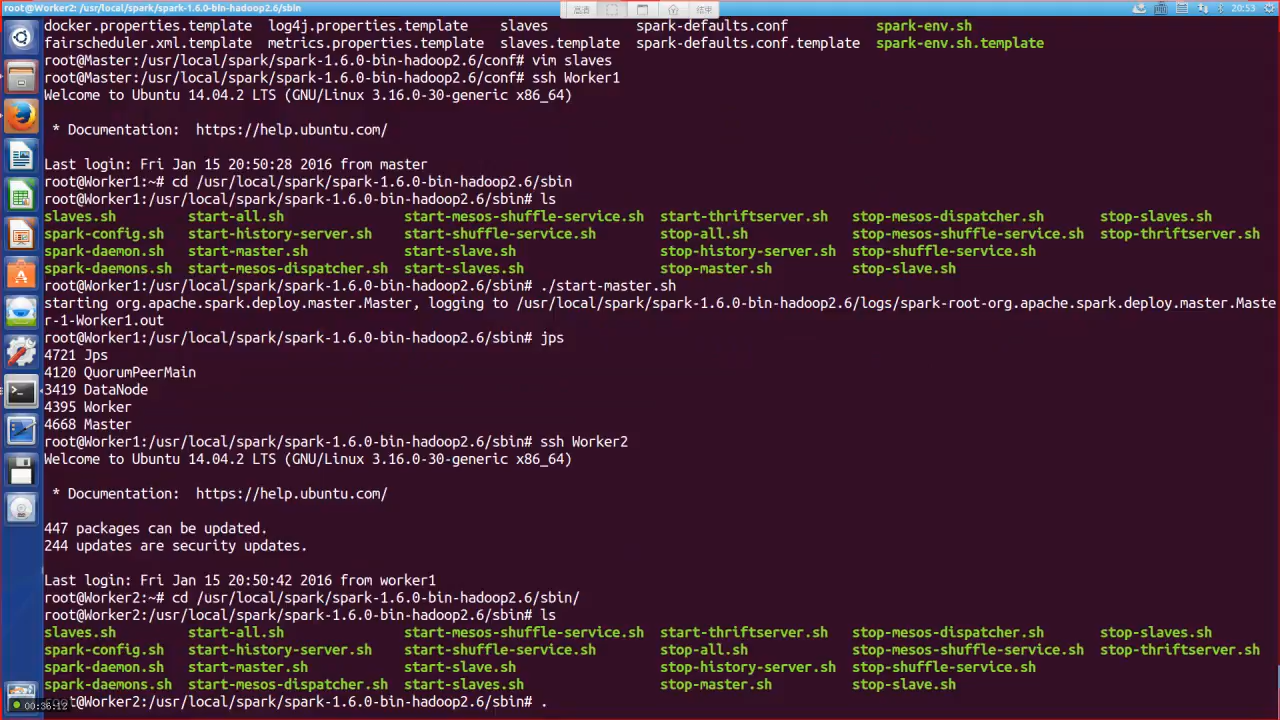 root@Worker2: /usr/local/spark/spark-1.6.0-bin-hadoop2.6/sbin
20:53
docker.properties.template log4j.properties.template slaves spark-defaults.conf spark-env.sh
fairscheduler.xml.template metrics.properties.template slaves.template spark-defaults.conf.template spark-env.sh.template
root@Master:/usr/local/spark/spark-1.6.0-bin-hadoop2.6/conf# vim slaves
root@Master:/usr/local/spark/spark-1.6.0-bin-hadoop2.6/conf# ssh Worker1
Welcome to Ubuntu 14.04.2 LTS (GNU/Linux 3.16.0-30-generic x86_64)
* Documentation: https://help.ubuntu.com/
Last login: Fri Jan 15 20:50:28 2016 from master
root@Worker1:~# cd /usr/local/spark/spark-1.6.0-bin-hadoop2.6/sbin
root@Worker1:/usr/local/spark/spark-1.6.0-bin-hadoop2.6/sbin# ls
slaves.sh start-all.sh start-mesos-shuffle-service.sh start-thriftserver.sh stop-mesos-dispatcher.sh stop-slaves.sh
spark-config.sh start-history-server.sh start-shuffle-service.sh stop-all.sh stop-mesos-shuffle-service.sh stop-thriftserver.sh
spark-daemon.sh start-master.sh start-slave.sh stop-history-server.sh stop-shuffle-service.sh
spark-daemons.sh start-mesos-dispatcher.sh start-slaves.sh stop-master.sh stop-slave.sh
root@Worker1:/usr/local/spark/spark-1.6.0-bin-hadoop2.6/sbin# ./start-master.sh
starting org.apache.spark.deploy.master.Master, logging to /usr/local/spark/spark-1.6.0-bin-hadoop2.6/logs/spark-root-org.apache.spark.deploy.master.Maste
r-1-Worker1.out
root@Worker1:/usr/local/spark/spark-1.6.0-bin-hadoop2.6/sbin# jps
4721 Jps
4120 QuorumPeerMain
3419 DataNode
4395 Worker
4668 Master
root@Worker1:/usr/local/spark/spark-1.6.0-bin-hadoop2.6/sbin# ssh Worker2
Welcome to Ubuntu 14.04.2 LTS (GNU/Linux 3.16.0-30-generic x86_64)
* Documentation: https://help.ubuntu.com/
447 packages can be updated.
244 updates are security updates.
Last login: Fri Jan 15 20:50:42 2016 from worker1
root@Worker2:~# cd /usr/local/spark/spark-1.6.0-bin-hadoop2.6/sbin/
root@Worker2:/usr/local/spark/spark-1.6.0-bin-hadoop2.6/sbin# ls
slaves.sh start-all.sh start-mesos-shuffle-service.sh start-thriftserver.sh stop-mesos-dispatcher.sh stop-slaves.sh
spark-config.sh start-history-server.sh start-shuffle-service.sh stop-all.sh stop-mesos-shuffle-service.sh stop-thriftserver.sh
spark-daemon.sh start-master.sh start-slave.sh stop-history-server.sh stop-shuffle-service.sh
spark-daemons.sh start-mesos-dispatcher.sh start-slaves.sh stop-master.sh stop-slave.sh
00:36:12 @Worker2:/usr/local/spark/spark-1.6.0-bin-hadoop2.6/sbin# .